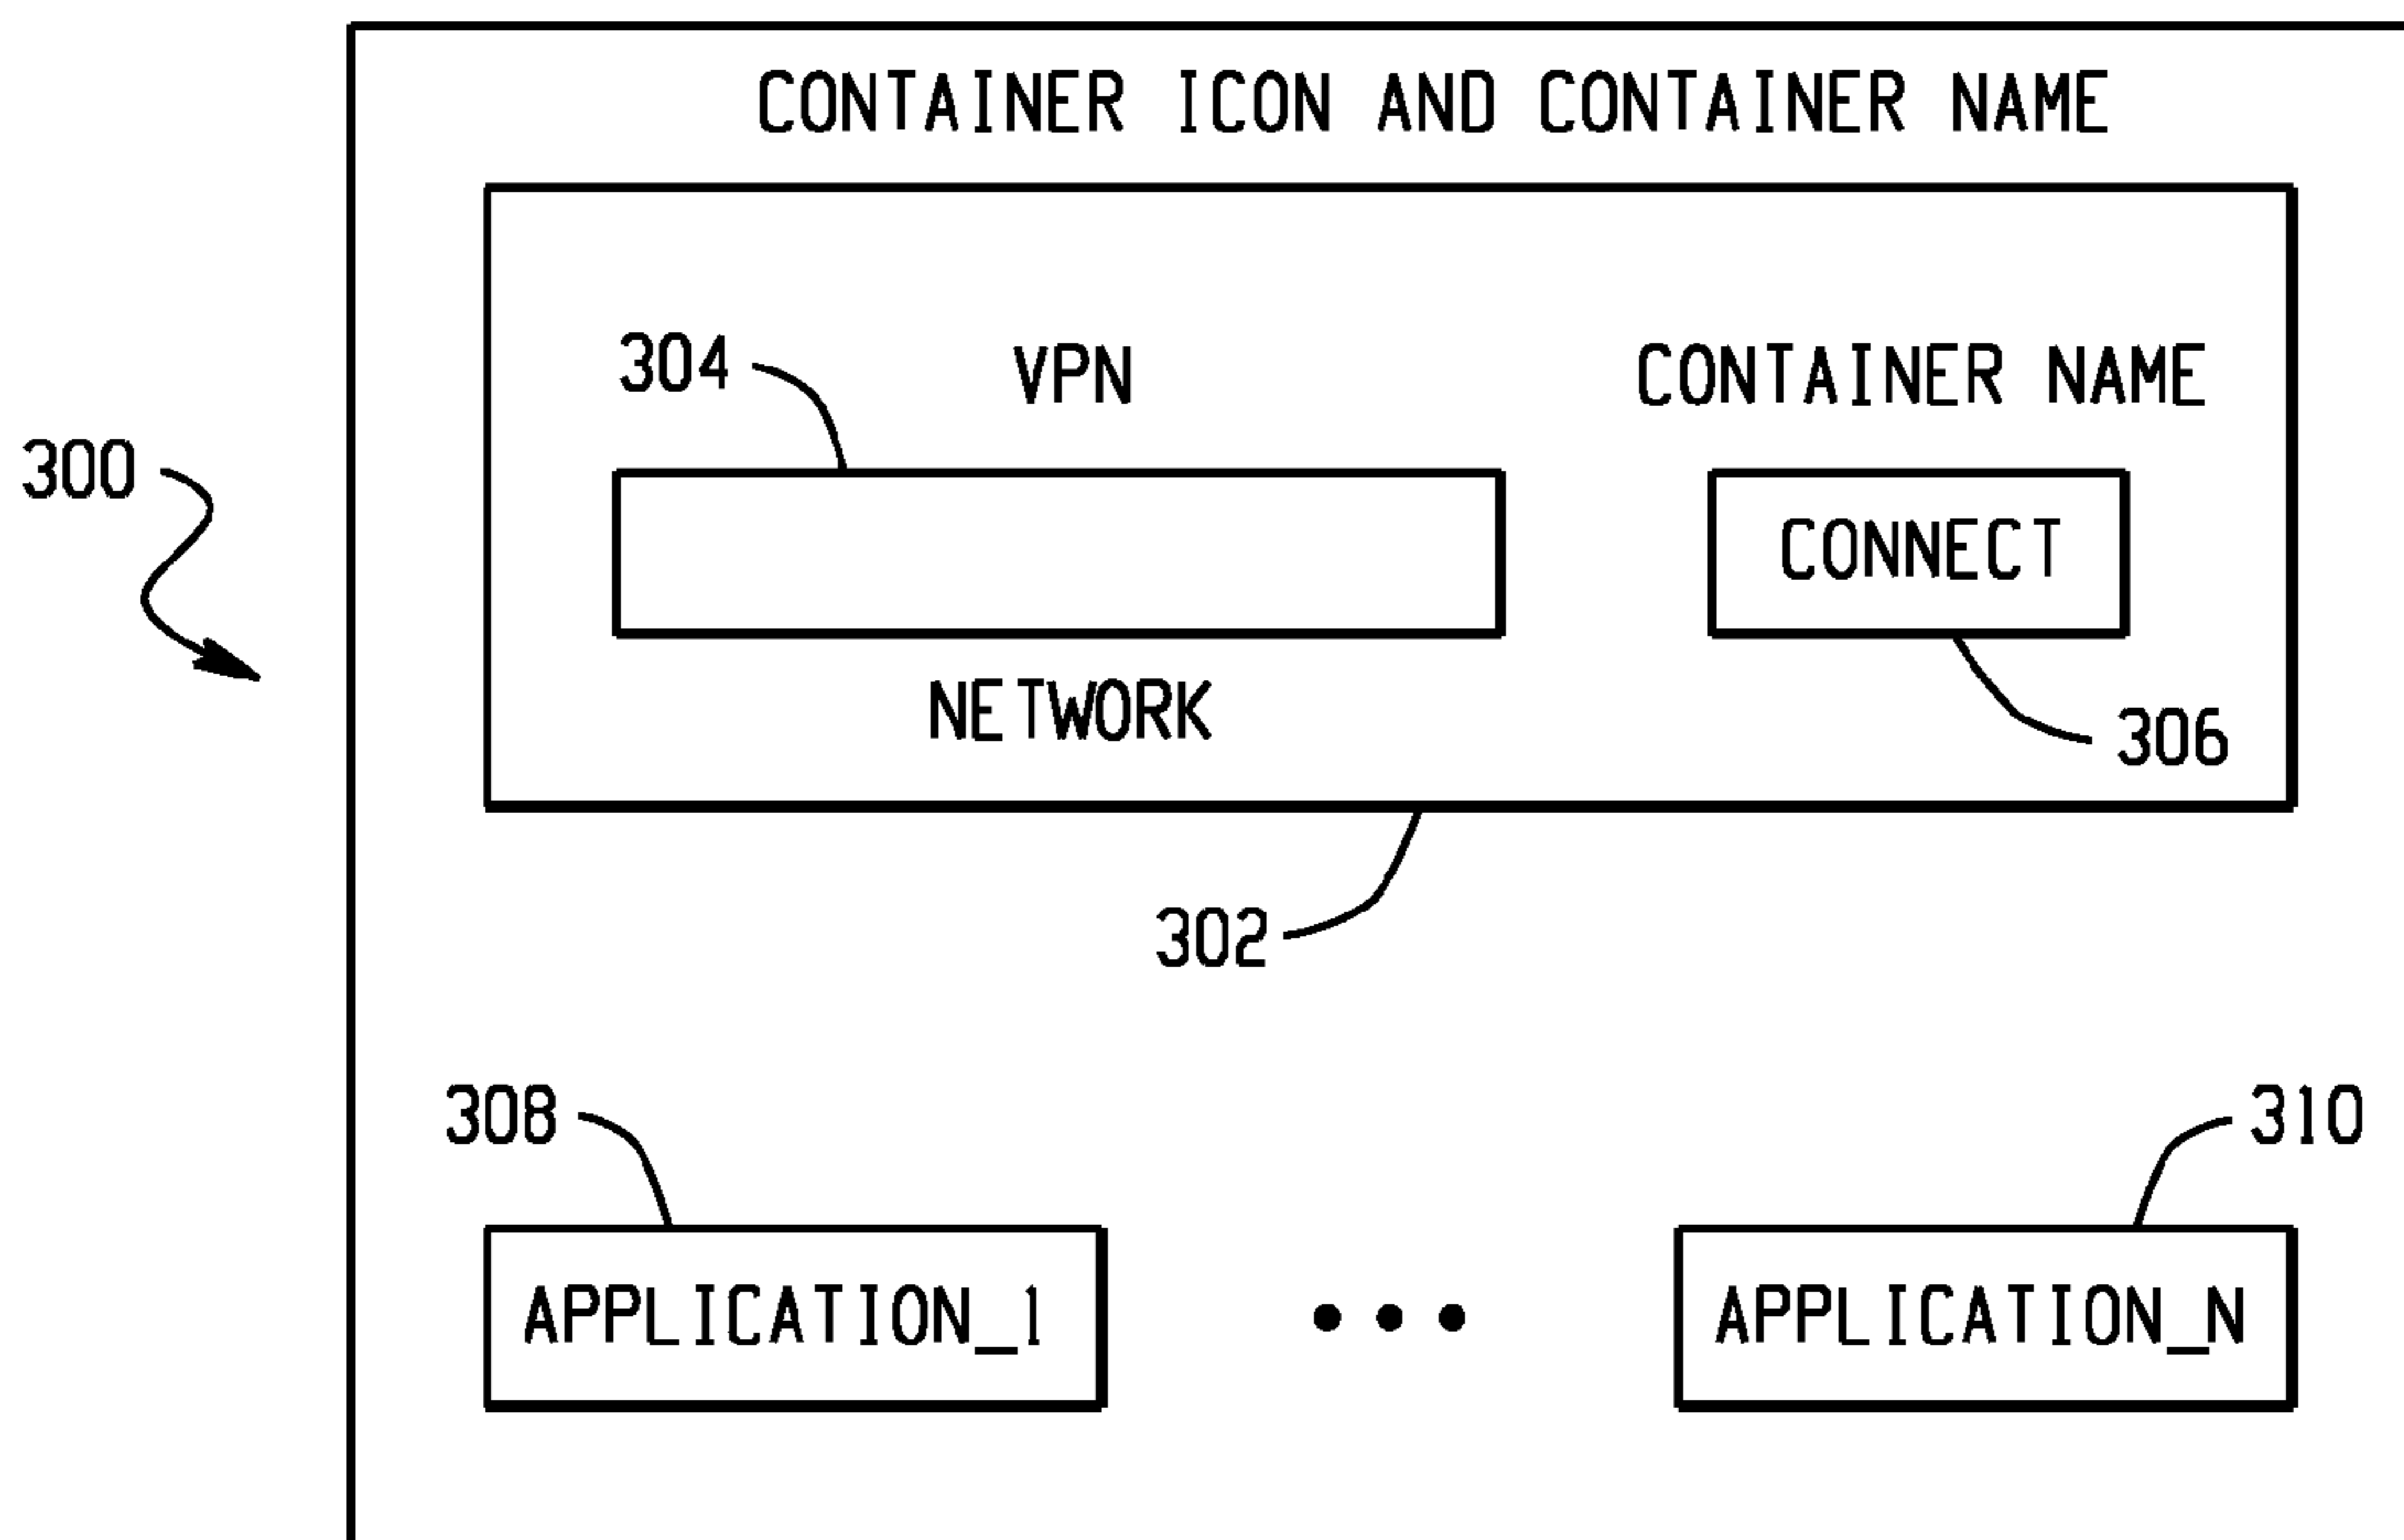 CONTAINER ICON AND CONTAINER NAME
304 VPN CONTAINER NAME
300
CONNECT
NETWORK
306
302
308 310
APPLICATION_1 APPLICATION_N